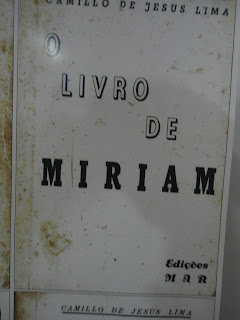 CAMILLO DE JESUS LIMA
O
LIVRO
DE
MIRIAM
Edições
MAR
CAMILLO DE JESUS LIMA